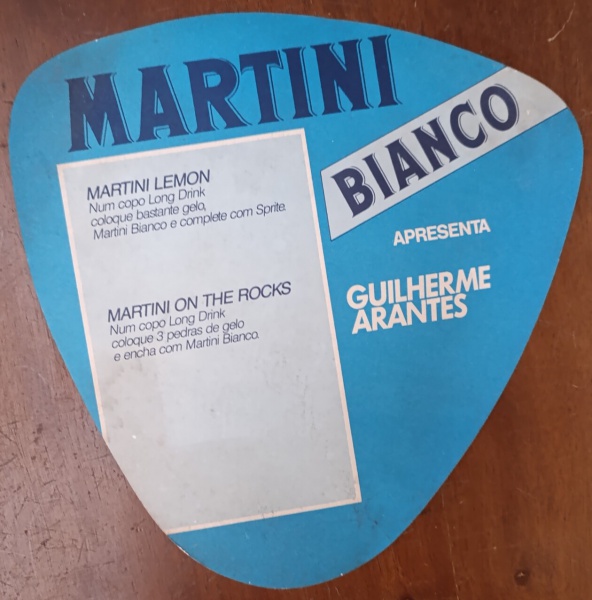 MARTINI
BIANCO
APRESENTA
GUILHERME
ARANTES
MARTINI LEMON
Num copo Long Drink
coloque bastante gelo,
Martini Bianco e complete com Sprite.
MARTINI ON THE ROCKS
Num copo Long Drink
coloque 3 pedras de gelo
e encha com Martini Bianco.